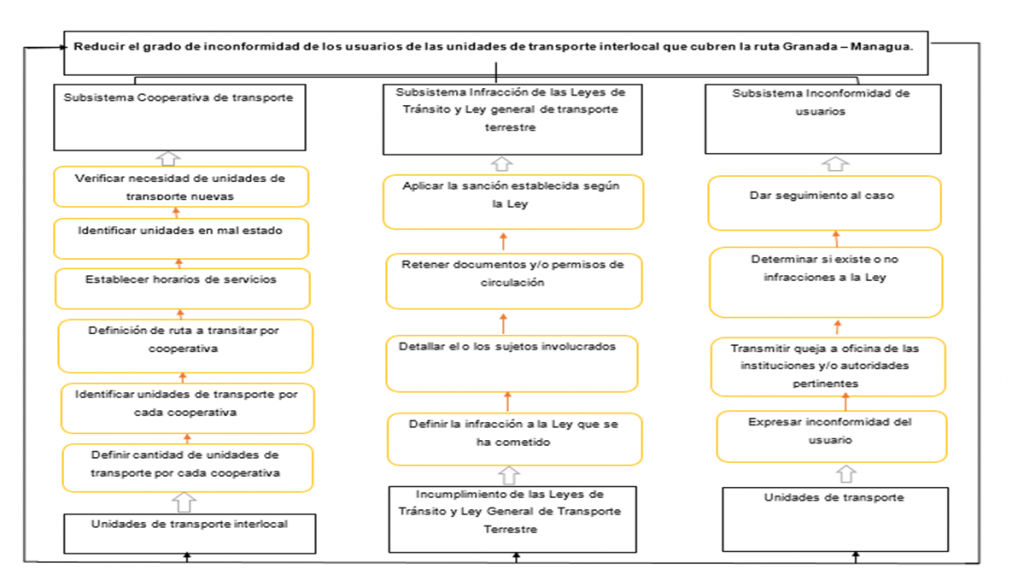 Reducir el grado de inconformidad de los usuarios de las unidades de transporte interlocal que cubren la ruta Granada – Managua.
Subsistema Cooperativa de transporte
Verificar necesidad de unidades de
transporte nuevas
Identificar unidades en mal estado
Establecer horarios de servicios
Definición de ruta a transitar por
cooperativa
Identificar unidades de transporte por
cada cooperativa
Definir cantidad de unidades de
transporte por cada cooperativa
Unidades de transporte interlocal
Subsistema Infracción de las Leyes de
Tránsito y Ley general de transporte
terrestre
Aplicar la sanción establecida según
la Ley
Retener documentos y/o permisos de
circulación
Detallar el o los sujetos involucrados
Definir la infracción a la Ley que se
ha cometido
Incumplimiento de las Leyes de
Tránsito y Ley General de Transporte
Terrestre
Subsistema Inconformidad de
usuarios
Dar seguimiento al caso
Determinar si existe o no
infracciones a la Ley
Transmitir queja a oficina de las
instituciones y/o autoridades
pertinentes
Expresar inconformidad del
usuario
Unidades de transporte